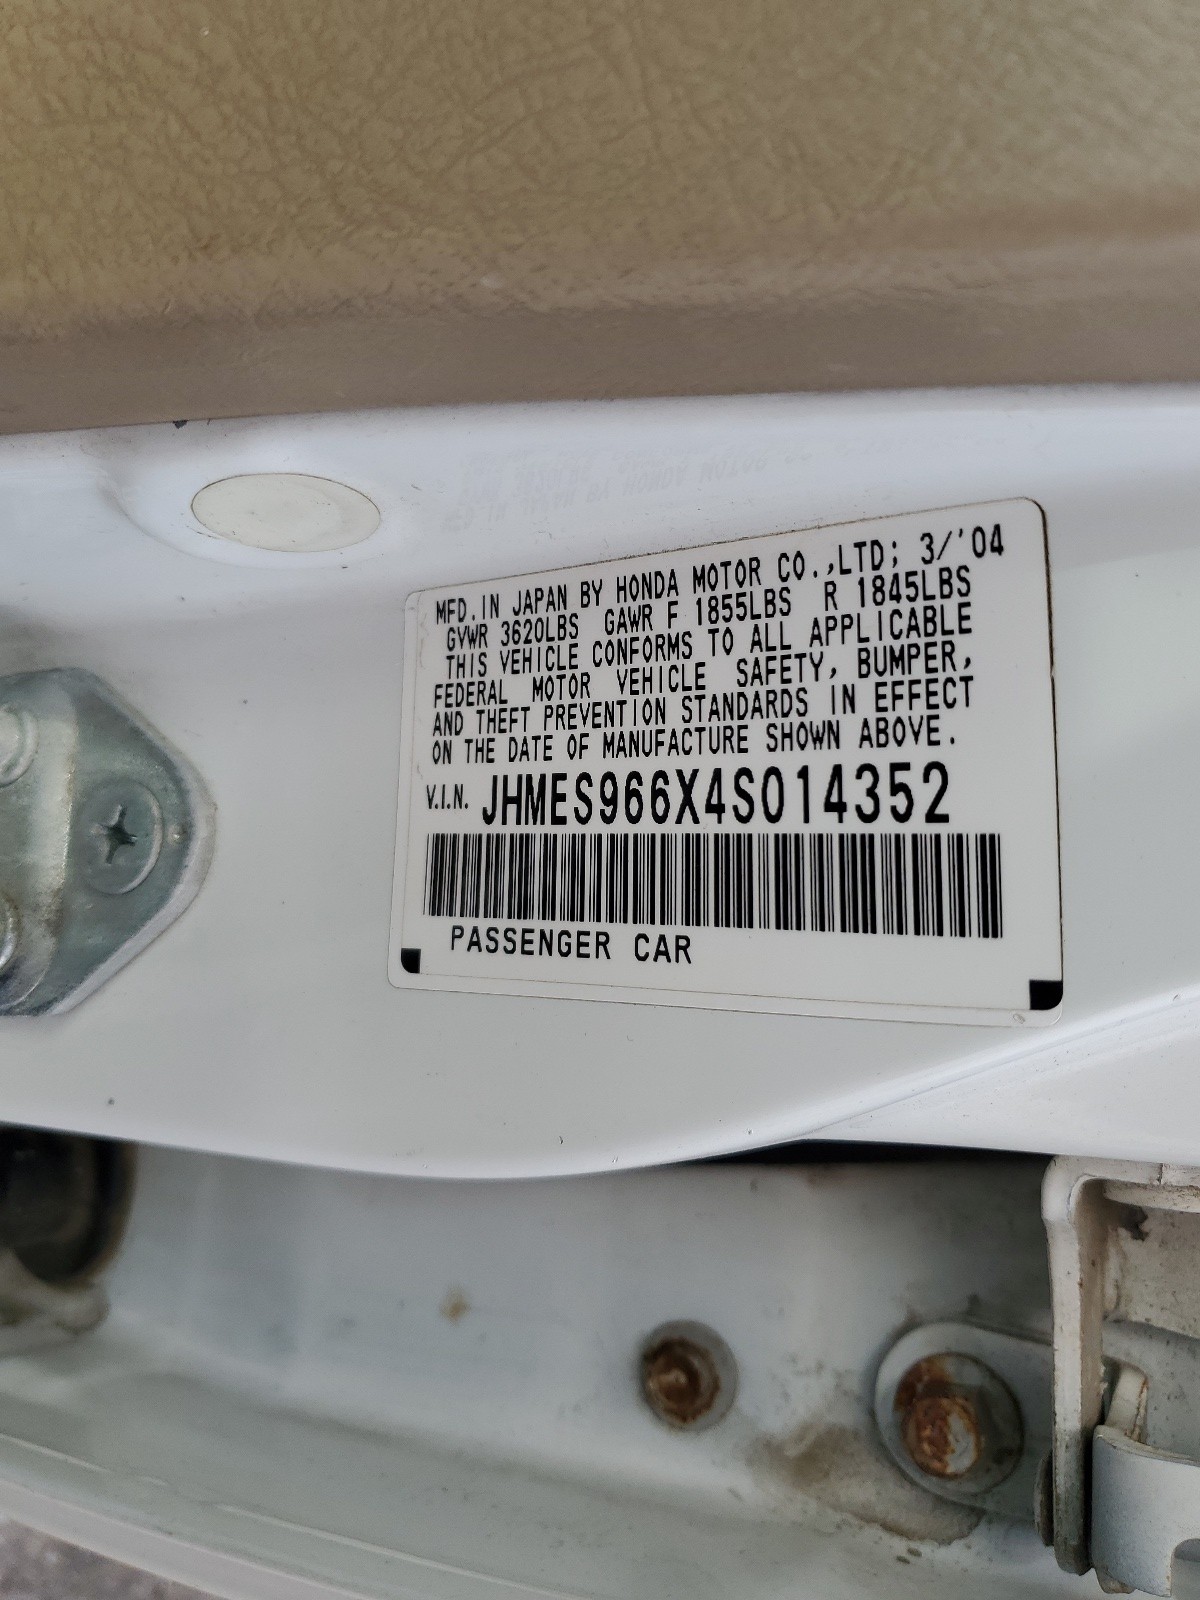 MFD. IN JAPAN BY HONDA MOTOR CO.,LTD; 3/'04
GVWR 3620LBS GAWR F 1855LBS R 1845LBS
THIS VEHICLE CONFORMS TO ALL APPLICABLE
FEDERAL MOTOR VEHICLE SAFETY, BUMPER,
AND THEFT PREVENTION STANDARDS IN EFFECT
ON THE DATE OF MANUFACTURE SHOWN ABOVE.
V.I.N. JHMES966X4S014352
PASSENGER CAR